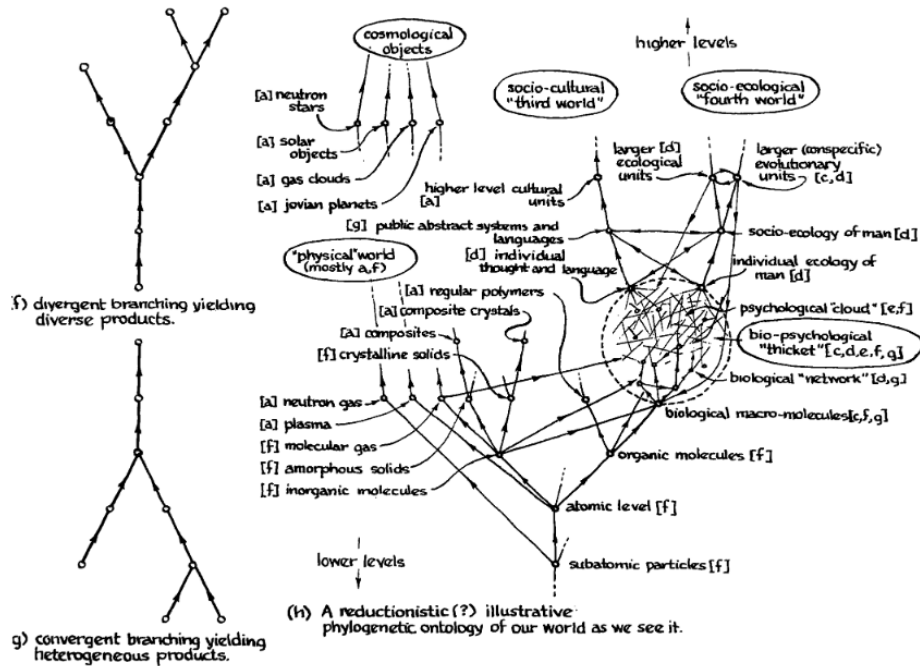 cosmological
objects
higher levels
[a] neutron
stars
socio-cultural
"third world"
socio-ecological
"fourth world"
[a] solar
objects
[a] gas clouds
[a] jovian planets
larger [d]
ecological
units
larger (conspecific)
evolutionary
units
[c,d]
higher level cultural
[a] units
[g] public abstract systems and
languages
socio-ecology of man [d]
"physical" world
(mostly a,f)
[d] individual
thought and language
individual ecology of
man [d]
f) divergent branching yielding
diverse products.
[a] regular polymers
[a] composite crystals
psychological "cloud" [e,f]
[a] composites
bio-psychological
"thicket" [c,d,e,f,g]
[f] crystalline solids
biological "network" [d,g]
[a] neutron gas
biological macro-molecules [c,f,g]
[a] plasma
[f] molecular gas
organic molecules [f]
[f] amorphous solids
[f] inorganic molecules
atomic level [f]
lower levels
subatomic particles [f]
(h) A reductionistic (?) illustrative
phylogenetic ontology of our world as we see it.
g) convergent branching yielding
heterogeneous products.